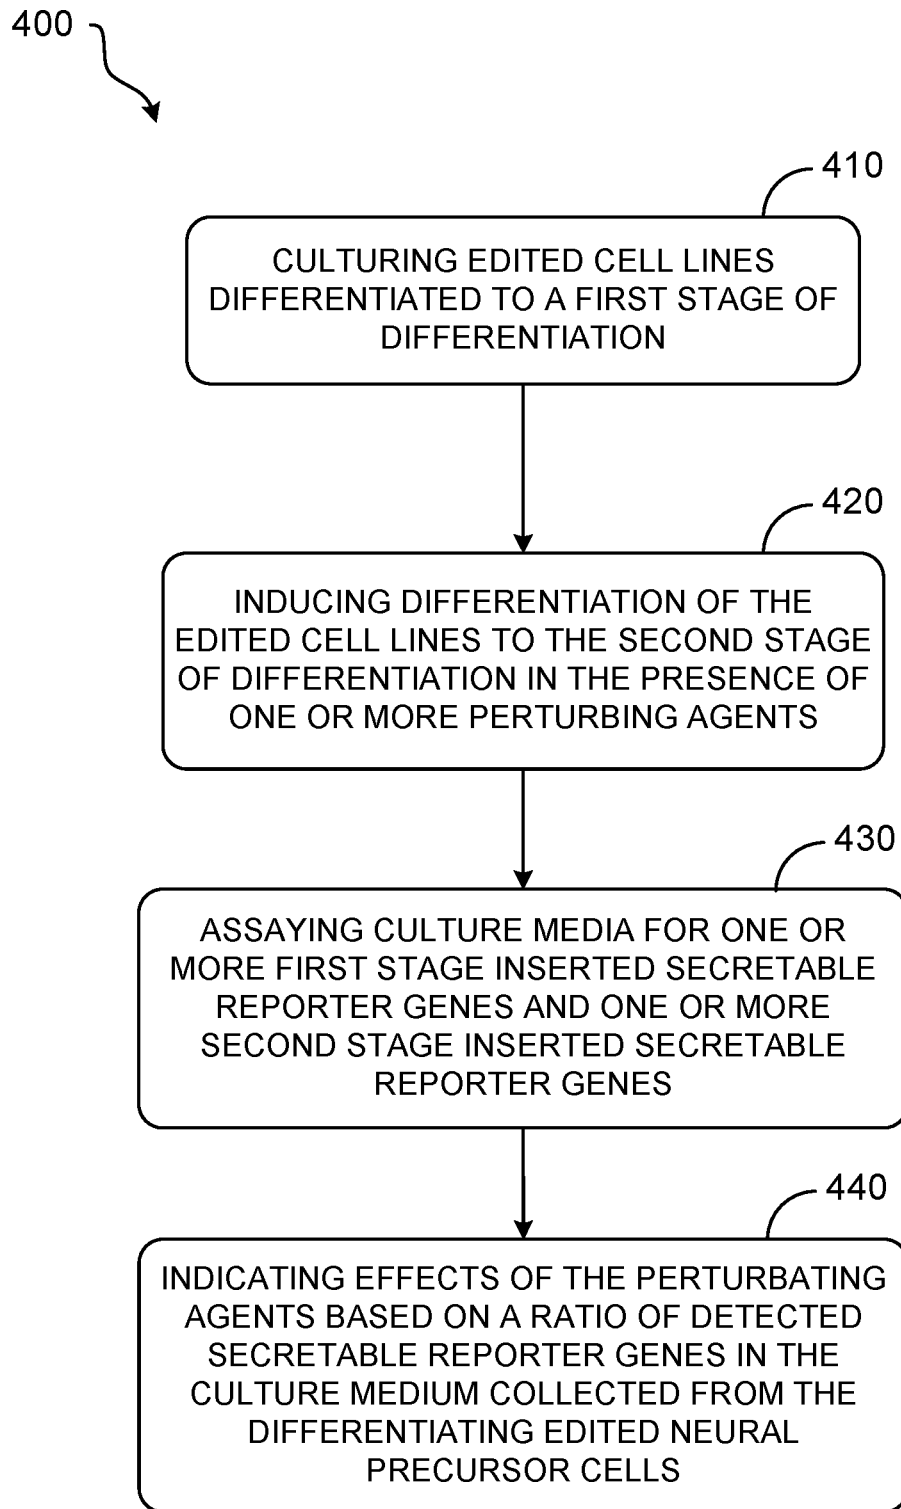 400
410
CULTURING EDITED CELL LINES
DIFFERENTIATED TO A FIRST STAGE OF
DIFFERENTIATION
420
INDUCING DIFFERENTIATION OF THE
EDITED CELL LINES TO THE SECOND STAGE
OF DIFFERENTIATION IN THE PRESENCE OF
ONE OR MORE PERTURBING AGENTS
430
ASSAYING CULTURE MEDIA FOR ONE OR
MORE FIRST STAGE INSERTED SECRETABLE
REPORTER GENES AND ONE OR MORE
SECOND STAGE INSERTED SECRETABLE
REPORTER GENES
440
INDICATING EFFECTS OF THE PERTURBATING
AGENTS BASED ON A RATIO OF DETECTED
SECRETABLE REPORTER GENES IN THE
CULTURE MEDIUM COLLECTED FROM THE
DIFFERENTIATING EDITED NEURAL
PRECURSOR CELLS